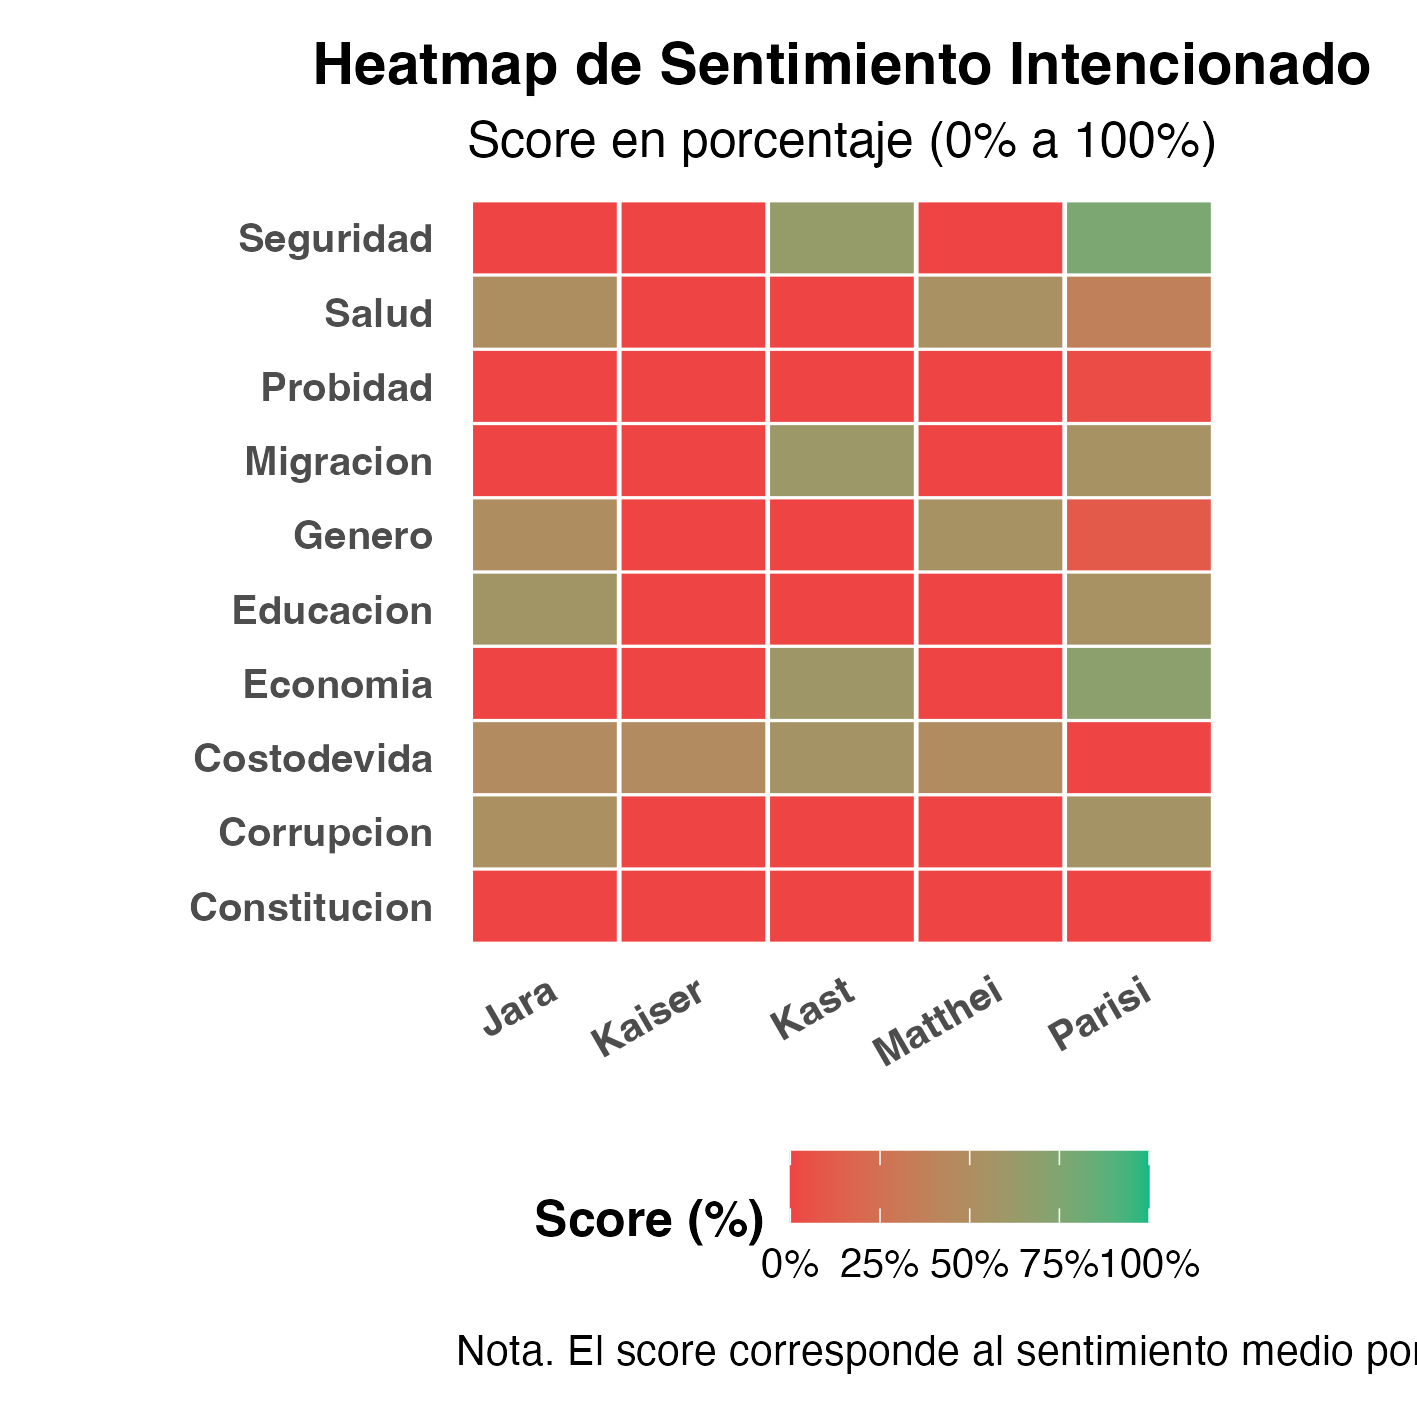 Heatmap de Sentimiento Intencionado
Score en porcentaje (0% a 100%)
Seguridad
Salud
Probidad
Migracion
Genero
Educacion
Economia
Costodevida
Corrupcion
Constitucion
Jara Kaiser Kast Matthei Parisi
Score (%)
0% 25% 50% 75% 100%
Nota. El score corresponde al sentimiento medio